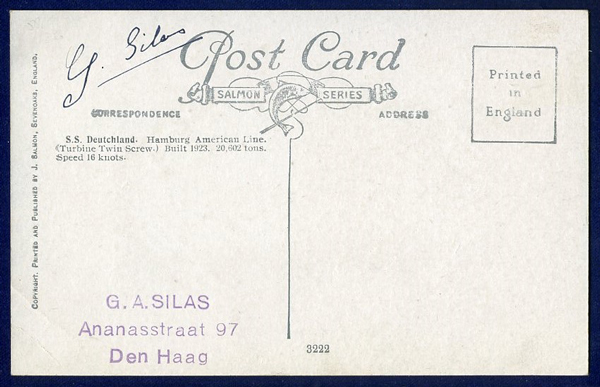 G. Silas
Post Card
SALMON SERIES
CORRESPONDENCE
ADDRESS
Printed
in
England
S.S. Deutchland. Hamburg American Line.
(Turbine Twin Screw.) Built 1923. 20,602 tons.
Speed 16 knots.
COPYRIGHT. PRINTED AND PUBLISHED BY J. SALMON, SEVENOAKS, ENGLAND.
G.A.SILAS
Ananasstraat 97
Den Haag
3222